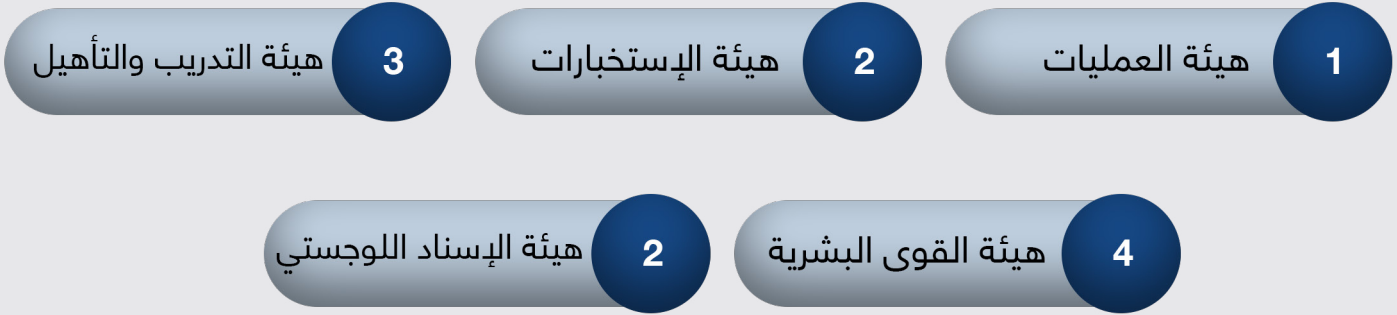 1 هيئة العمليات
2 هيئة الإستخبارات
3 هيئة التدريب والتأهيل
4 هيئة القوى البشرية
2 هيئة الإسناد اللوجستي